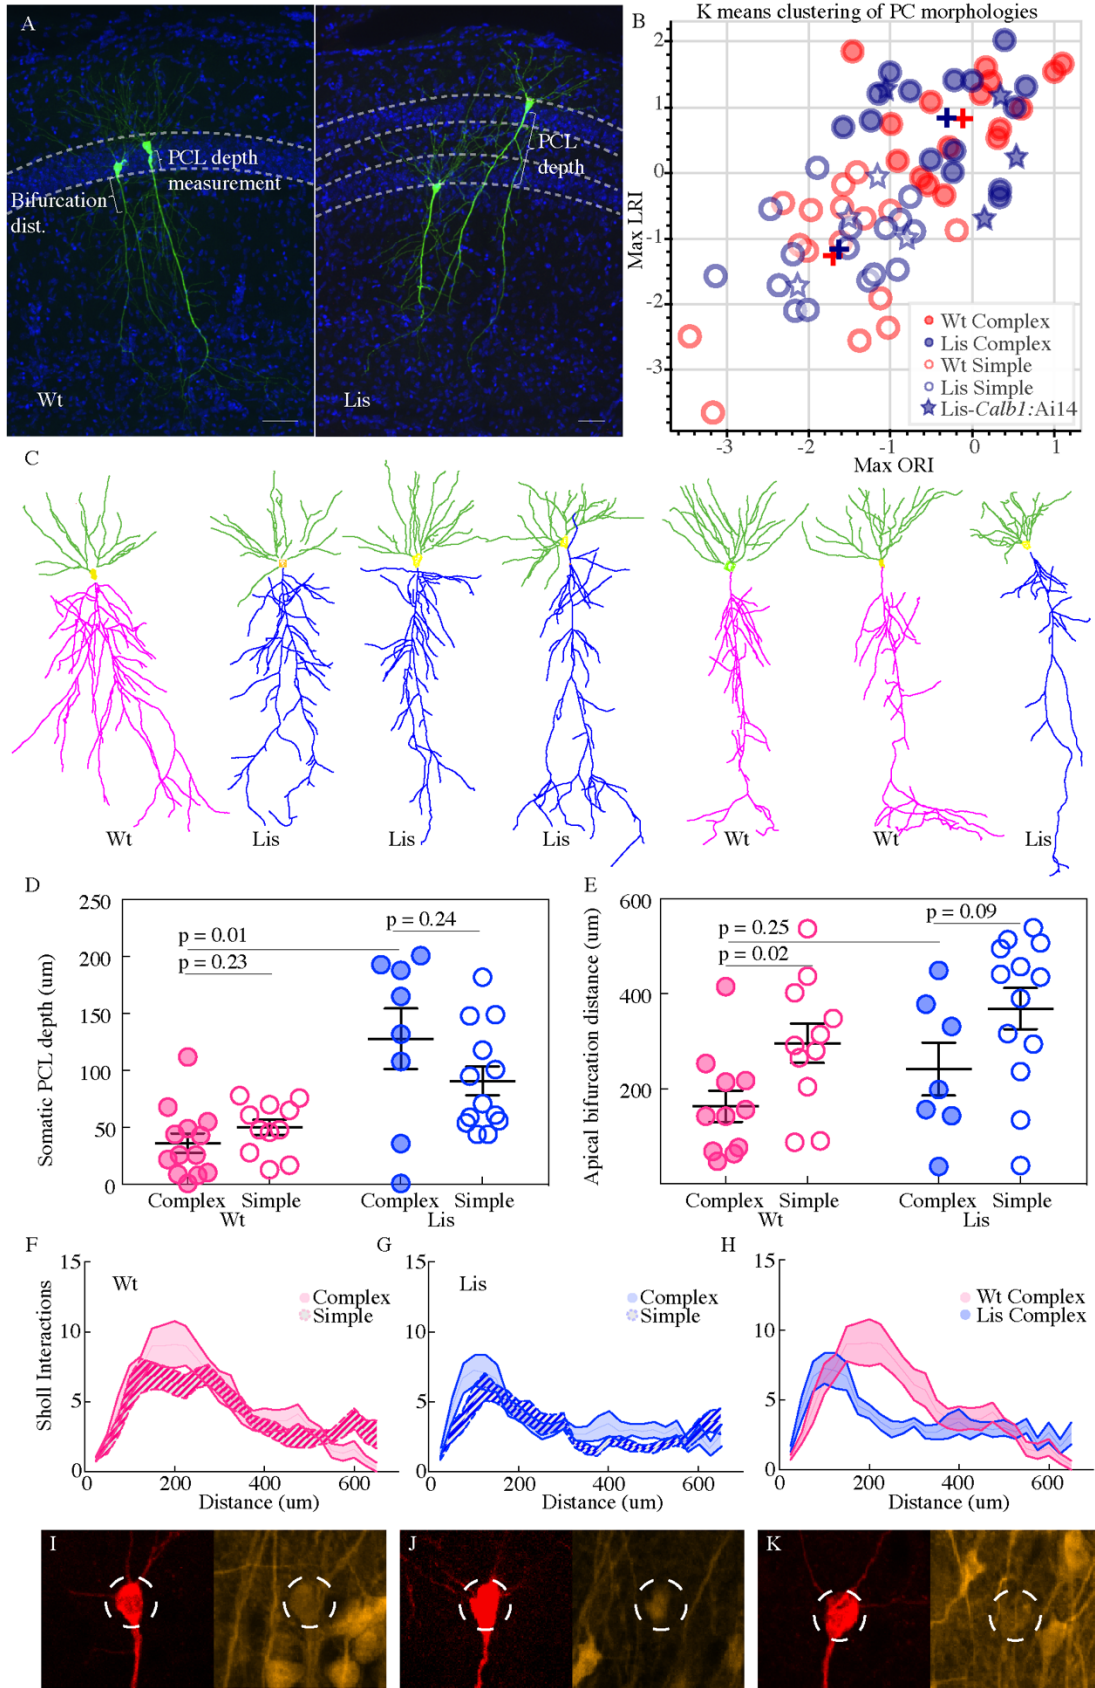 A
PCL depth
measurement
Bifurcation
dist.
Wt
PCL
depth
Lis
B
K means clustering of PC morphologies
Max LRI
2
1
0
-1
-2
-3
Wt Complex
Lis Complex
Wt Simple
Lis Simple
Lis-Calb1:Ai14
-3 -2 -1 0 1
Max ORI
C
Wt Lis Lis Lis Wt Wt Lis
D
Somatic PCL depth (um)
250
200
150
100
50
0
p = 0.24
p = 0.01
p = 0.23
Complex Simple Complex Simple
Wt Lis
E
Apical bifurcation distance (um)
600
400
200
p = 0.09
p = 0.25
p = 0.02
Complex Simple Complex Simple
Wt Lis
F
Sholl Interactions
15
10
5
0
Wt
Complex
Simple
0 200 400 600
Distance (um)
G
15
10
5
0
Lis
Complex
Simple
0 200 400 600
Distance (um)
H
15
10
5
0
Wt Complex
Lis Complex
0 200 400 600
Distance (um)
I
J
K